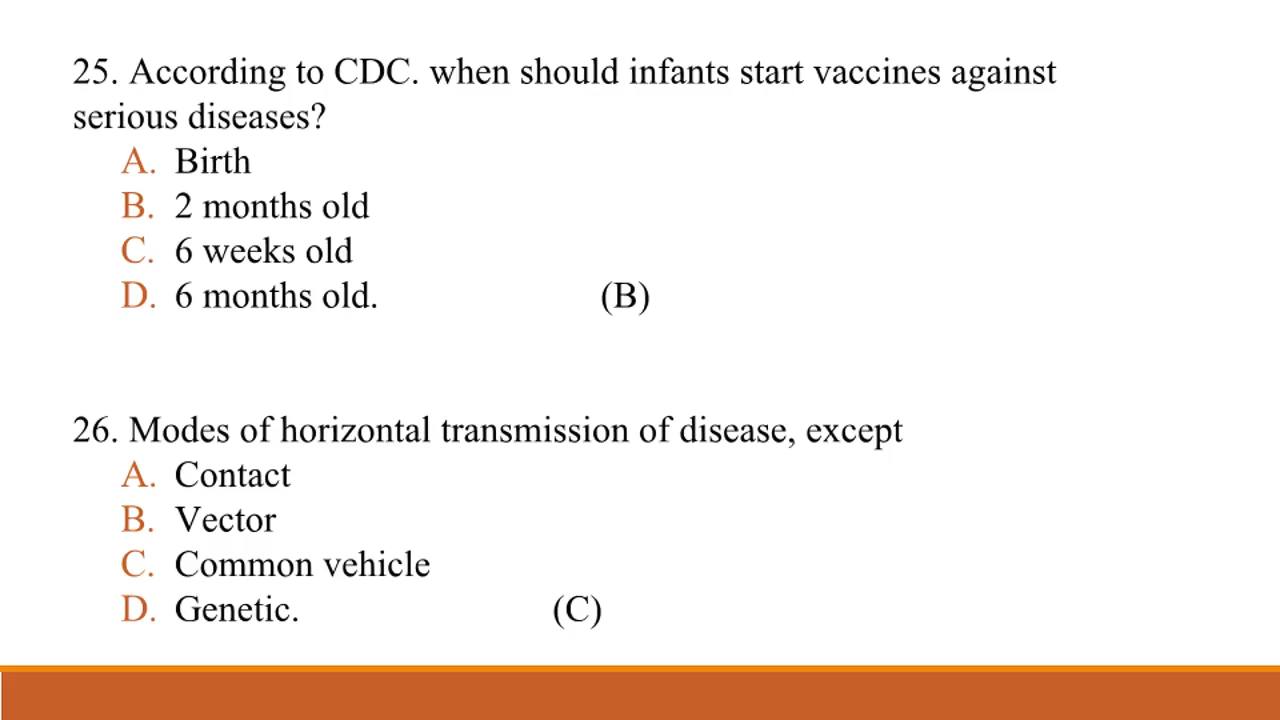 25. According to CDC. when should infants start vaccines against
serious diseases?
A. Birth
B. 2 months old
C. 6 weeks old
D. 6 months old. (B)
26. Modes of horizontal transmission of disease, except
A. Contact
B. Vector
C. Common vehicle
D. Genetic. (C)